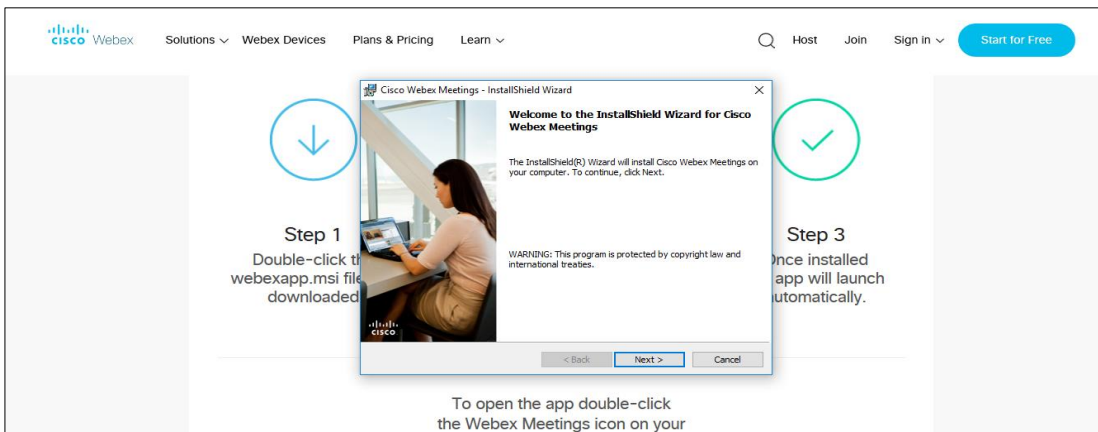 CISCO Webex
Solutions Webex Devices Plans & Pricing Learn Host Join Sign in Start for Free
Cisco Webex Meetings - InstallShield Wizard
Welcome to the InstallShield Wizard for Cisco
Webex Meetings
The InstallShield(R) Wizard will install Cisco Webex Meetings on
your computer. To continue, click Next.
WARNING: This program is protected by copyright law and
international treaties.
CISCO
< Back Next > Cancel
Step 1
Double-click
webexapp.msi
downloaded
Step 3
installed
app will launch
To open the app double-click
the Webex Meetings icon on your